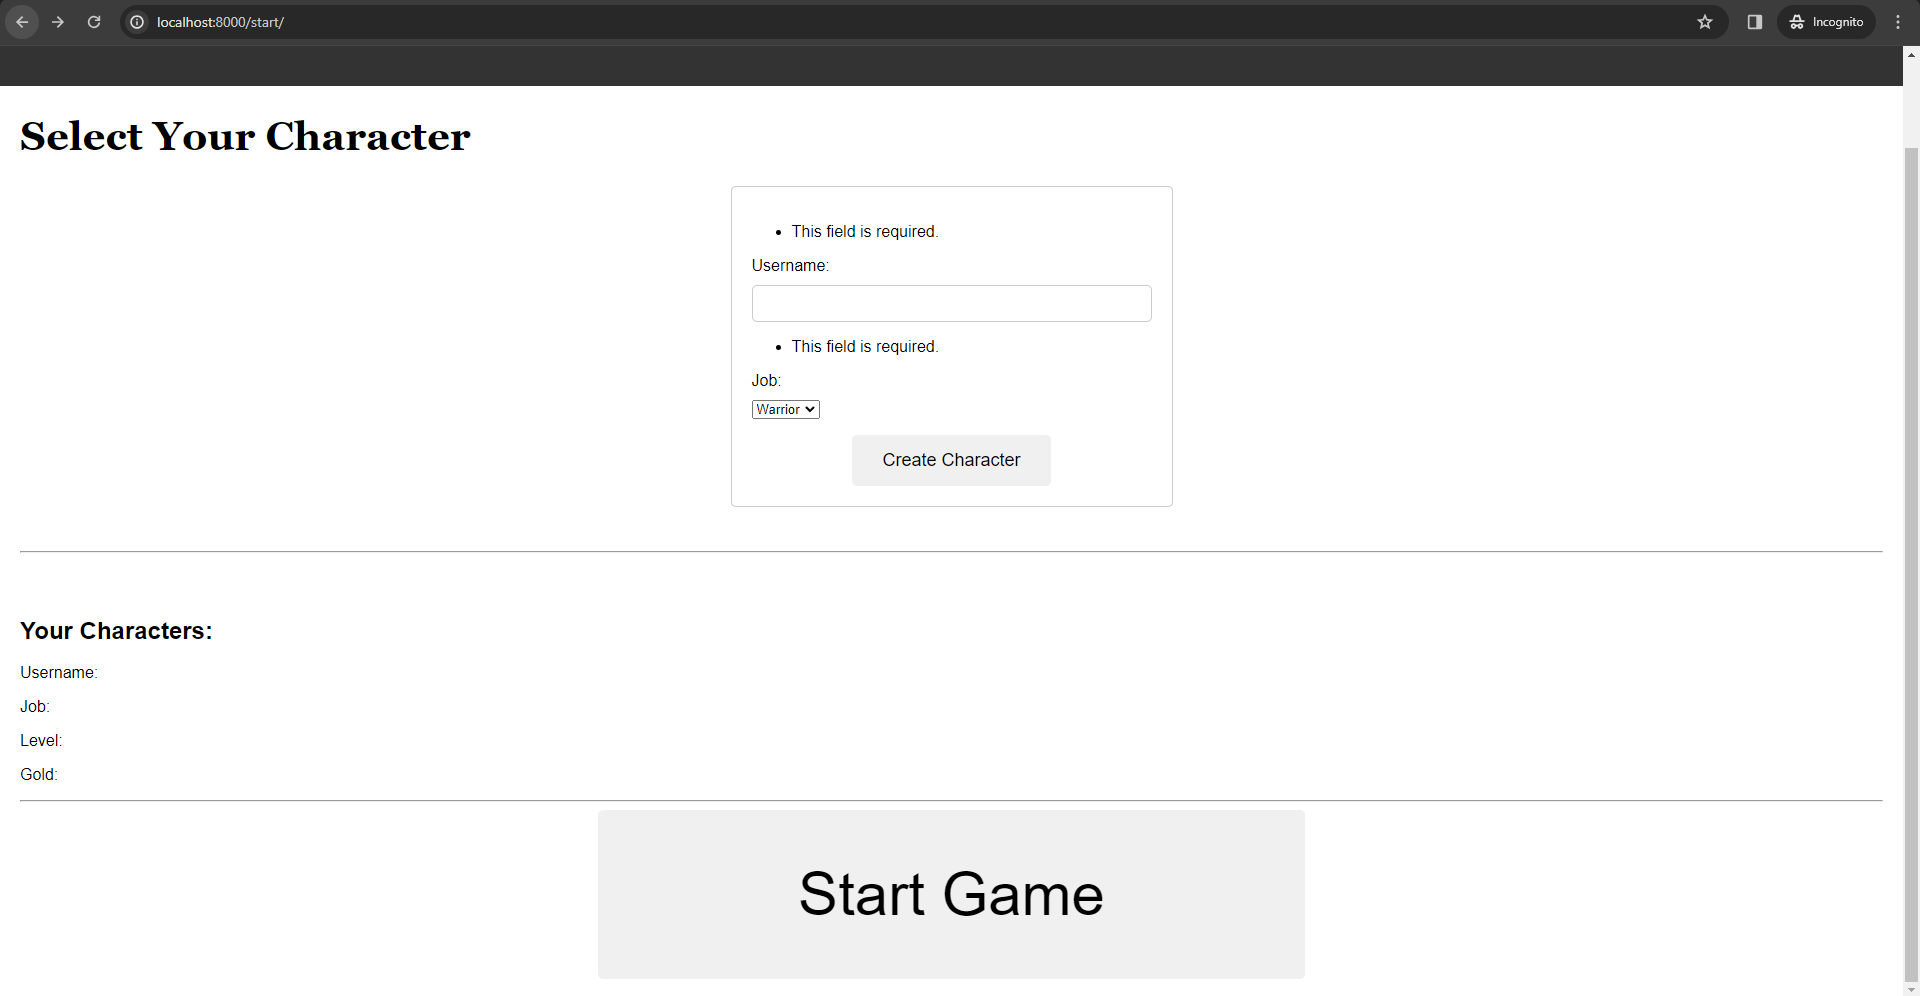 localhost:8000/start/
Incognito
Select Your Character
• This field is required.
Username:
• This field is required.
Job:
Warrior
Create Character
Your Characters:
Username:
Job:
Level:
Gold:
Start Game